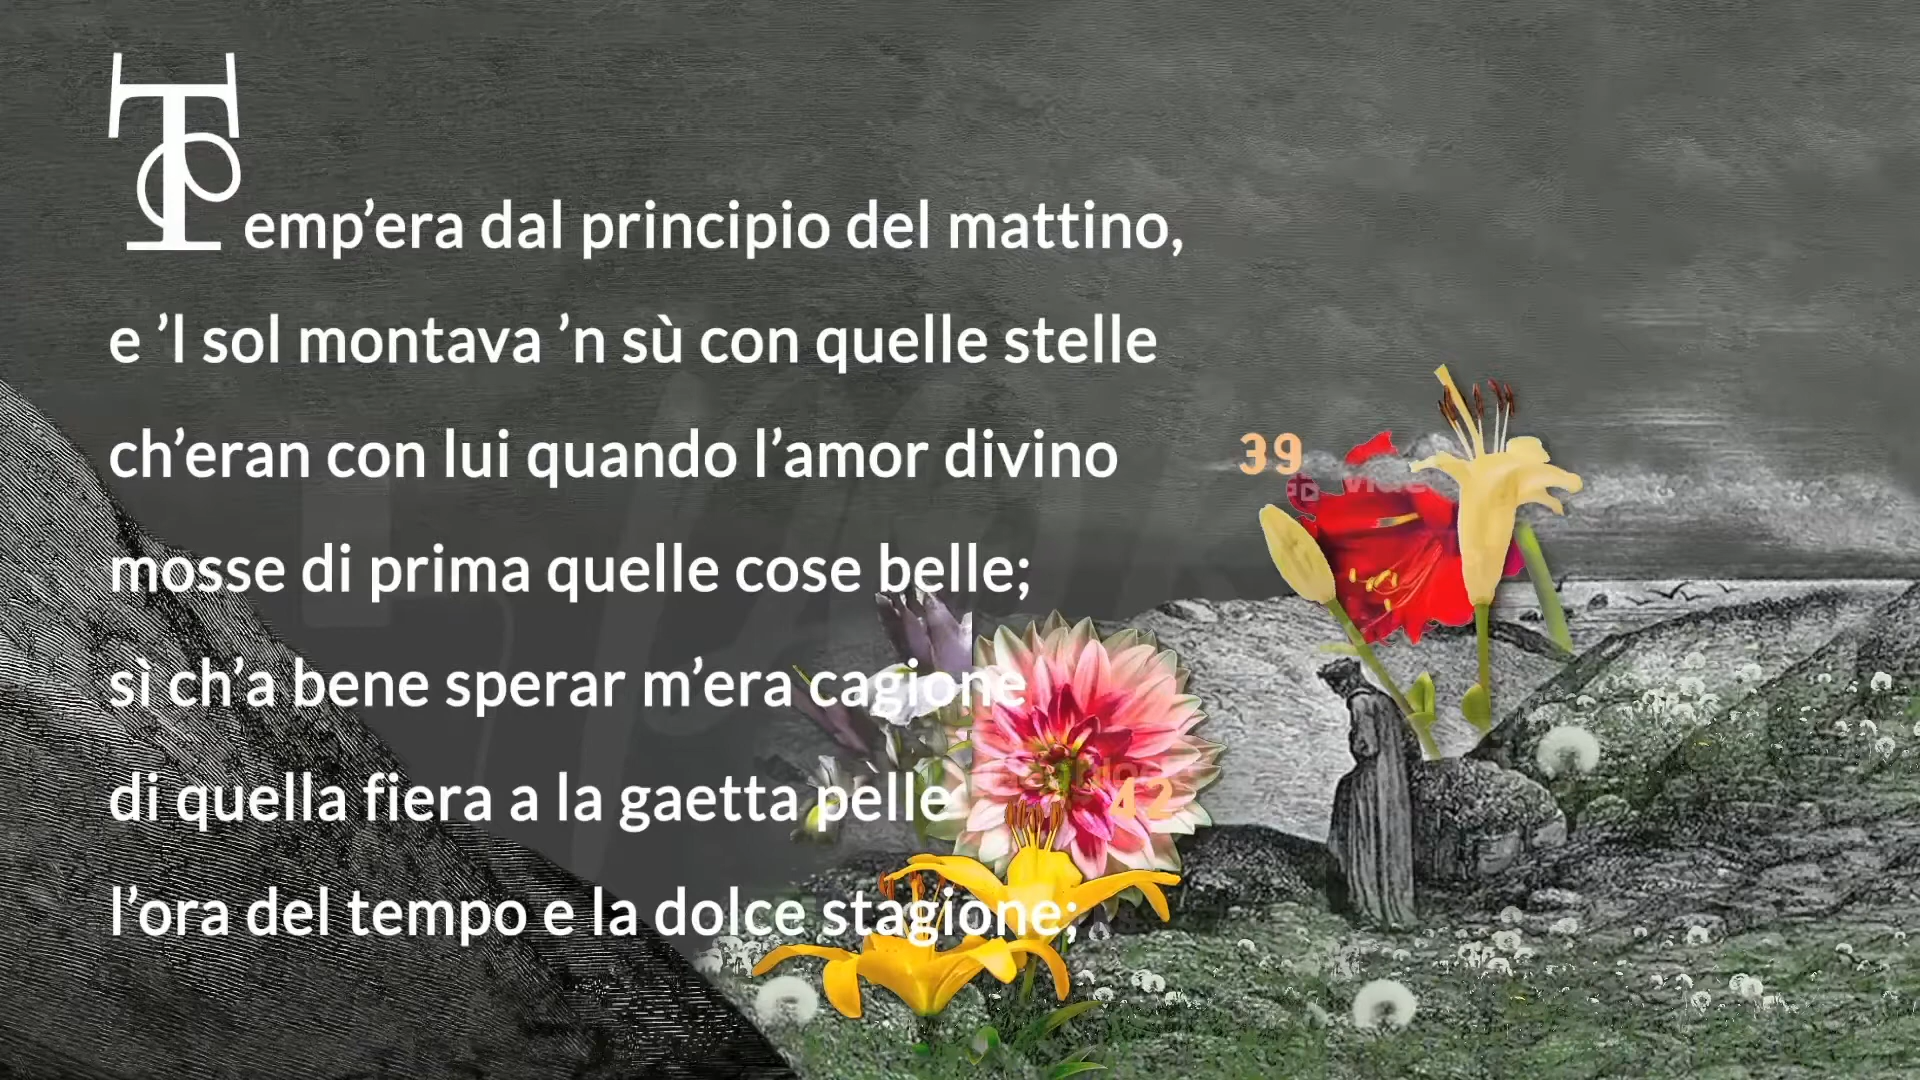 Temp’era dal principio del mattino,
e ’l sol montava ’n sù con quelle stelle
ch’eran con lui quando l’amor divino 39
mosse di prima quelle cose belle;
sì ch’a bene sperar m’era cagione
di quella fiera a la gaetta pelle 42
l’ora del tempo e la dolce stagione;